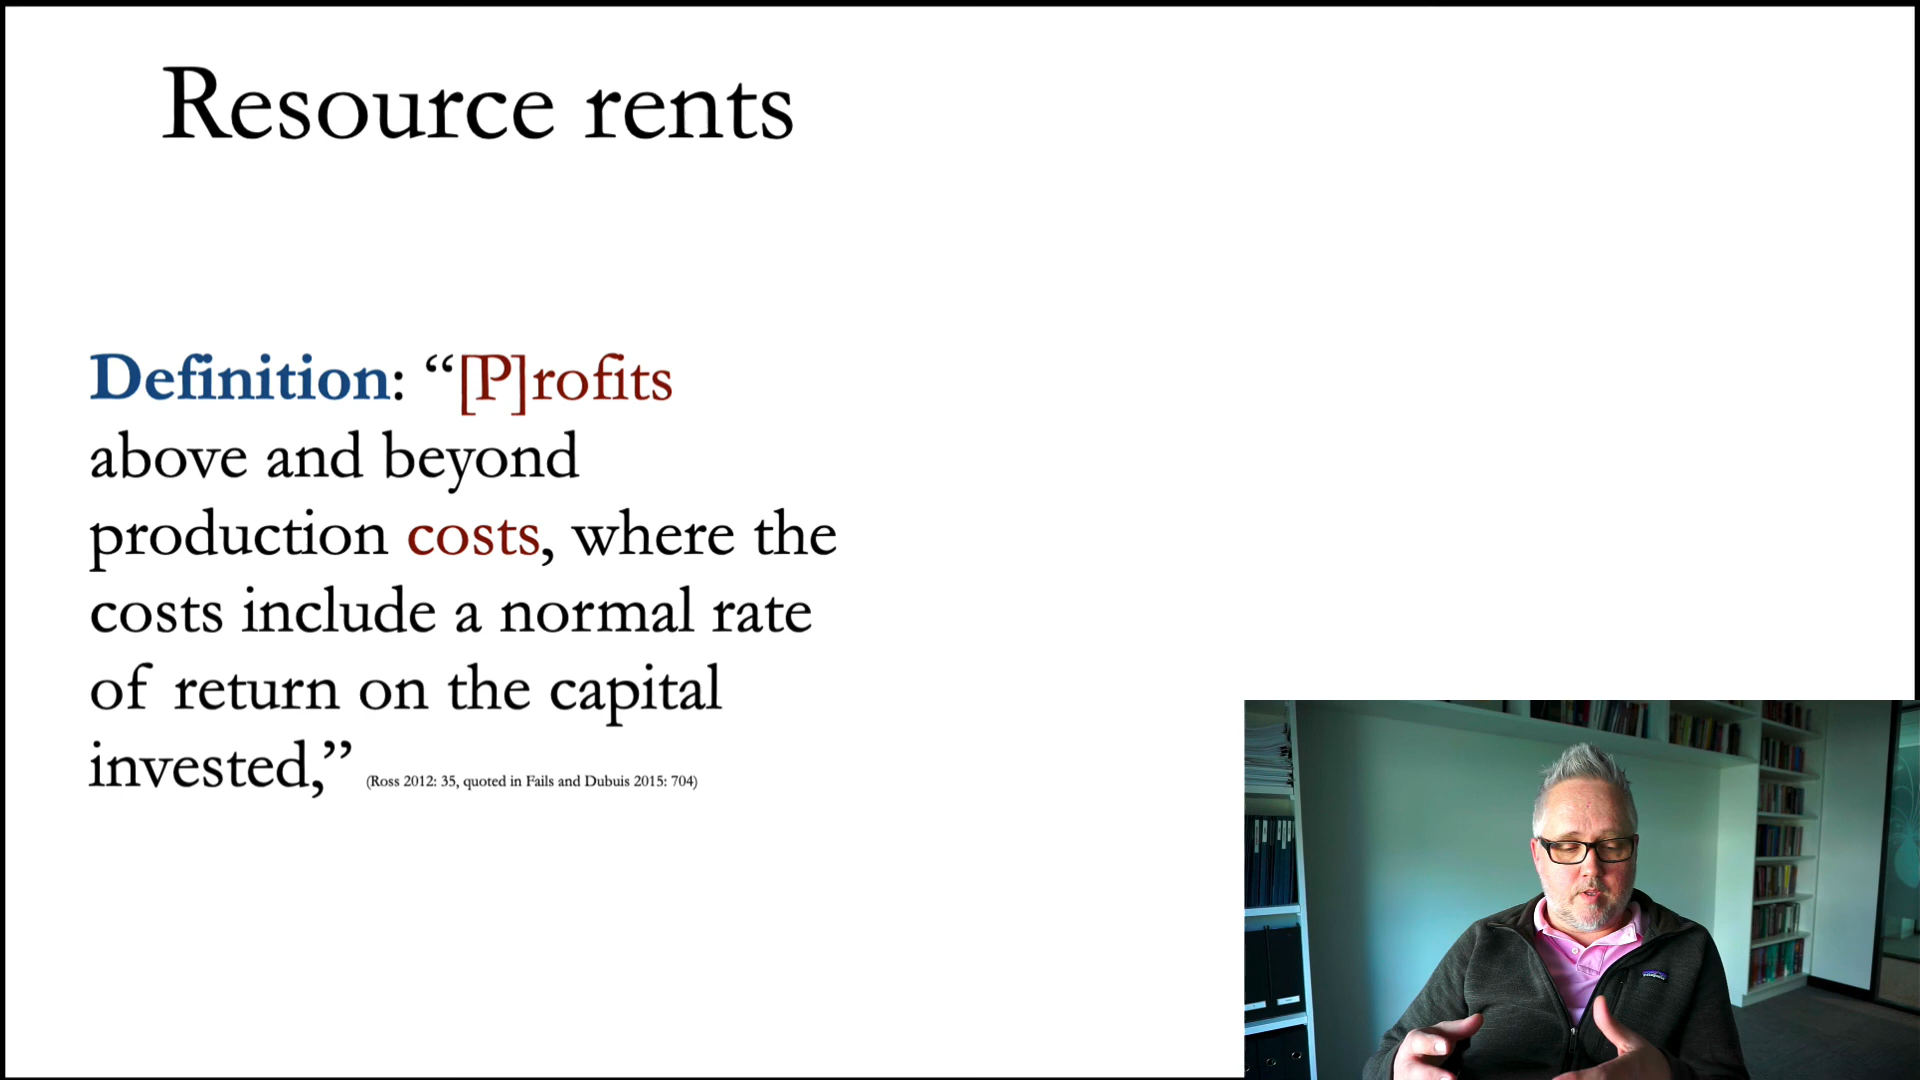 Resource rents
Definition: “[P]rofits
above and beyond
production costs, where the
costs include a normal rate
of return on the capital
invested,” (Ross 2012: 35, quoted in Fails and Dubuis 2015: 704)
patagonia